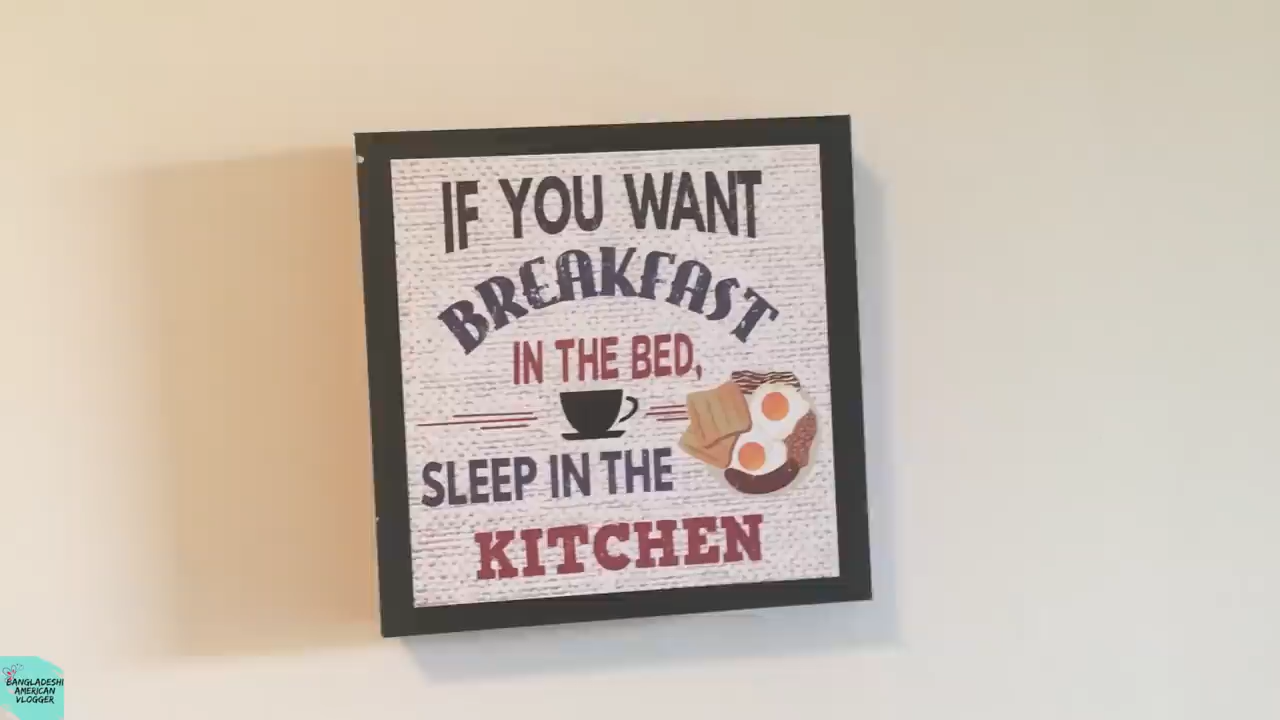 IF YOU WANT
BREAKFAST
IN THE BED,
SLEEP IN THE
KITCHEN
BANGLADESHI
AMERICAN
VLOGGER